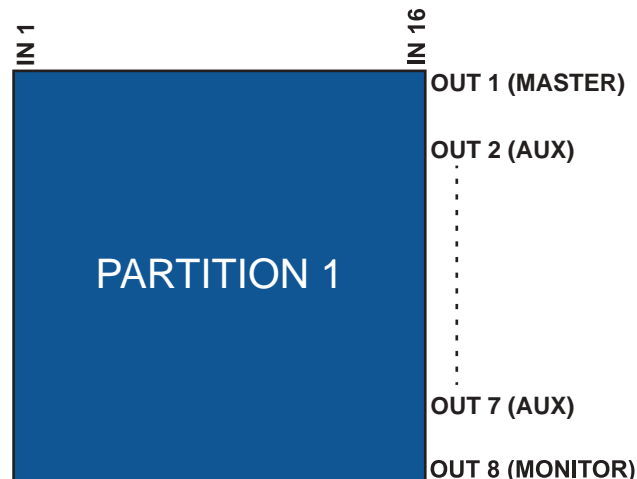 IN 1
IN 16
OUT 1 (MASTER)
OUT 2 (AUX)
PARTITION 1
OUT 7 (AUX)
OUT 8 (MONITOR)